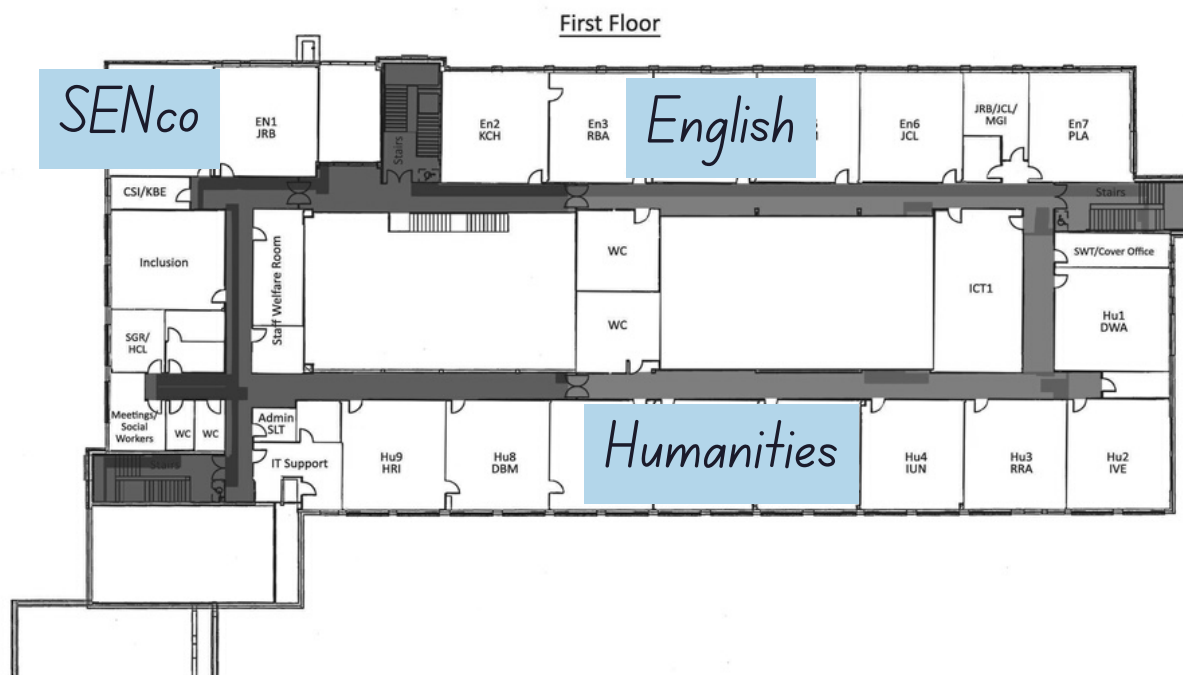 First Floor
SENco
EN1
JRB
Stairs
En2
KCH
En3
RBA
English
En6
JCL
JRB/JCL/
MGI
En7
PLA
CSI/KBE
Stairs
Inclusion
Staff Welfare Room
WC
WC
ICT1
SWT/Cover Office
Hu1
DWA
SGR/
HCL
Meetings/
Social
Workers
WC
WC
Admin
SLT
Stairs
IT Support
Hu9
HRI
Hu8
DBM
Humanities
Hu4
IUN
Hu3
RRA
Hu2
IVE